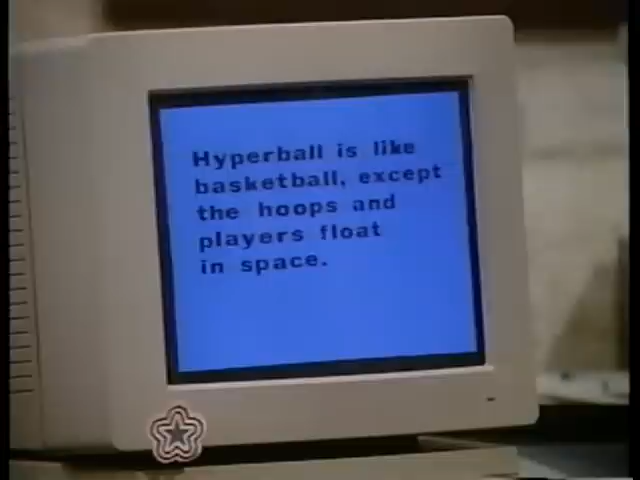 Hyperball is like
basketball, except
the hoops and
players float
in space.